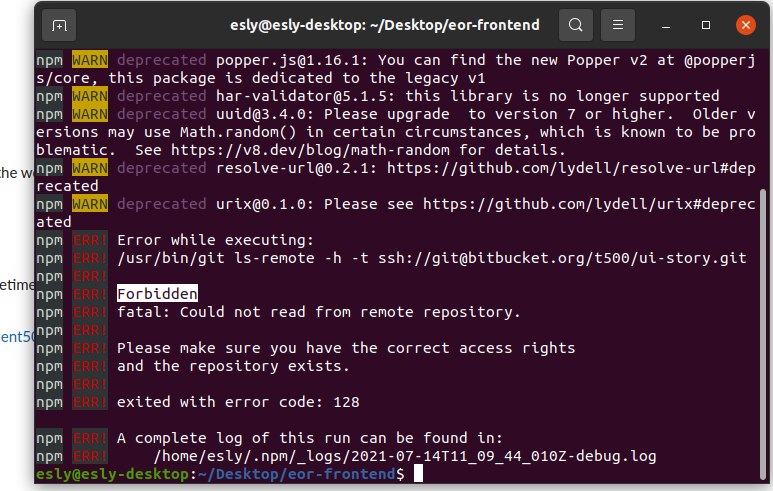 esly@esly-desktop: ~/Desktop/eor-frontend
npm WARN deprecated popper.js@1.16.1: You can find the new Popper v2 at @popperj
s/core, this package is dedicated to the legacy v1
npm WARN deprecated har-validator@5.1.5: this library is no longer supported
npm WARN deprecated uuid@3.4.0: Please upgrade  to version 7 or higher.  Older v
ersions may use Math.random() in certain circumstances, which is known to be pro
blematic.  See https://v8.dev/blog/math-random for details.
npm WARN deprecated resolve-url@0.2.1: https://github.com/lydell/resolve-url#dep
recated
npm WARN deprecated urix@0.1.0: Please see https://github.com/lydell/urix#deprec
ated
npm ERR! Error while executing:
npm ERR! /usr/bin/git ls-remote -h -t ssh://git@bitbucket.org/t500/ui-story.git
npm ERR!
npm ERR! Forbidden
npm ERR! fatal: Could not read from remote repository.
npm ERR!
npm ERR! Please make sure you have the correct access rights
npm ERR! and the repository exists.
npm ERR!
npm ERR! exited with error code: 128
npm ERR! A complete log of this run can be found in:
npm ERR!     /home/esly/.npm/_logs/2021-07-14T11_09_44_010Z-debug.log
esly@esly-desktop:~/Desktop/eor-frontend$